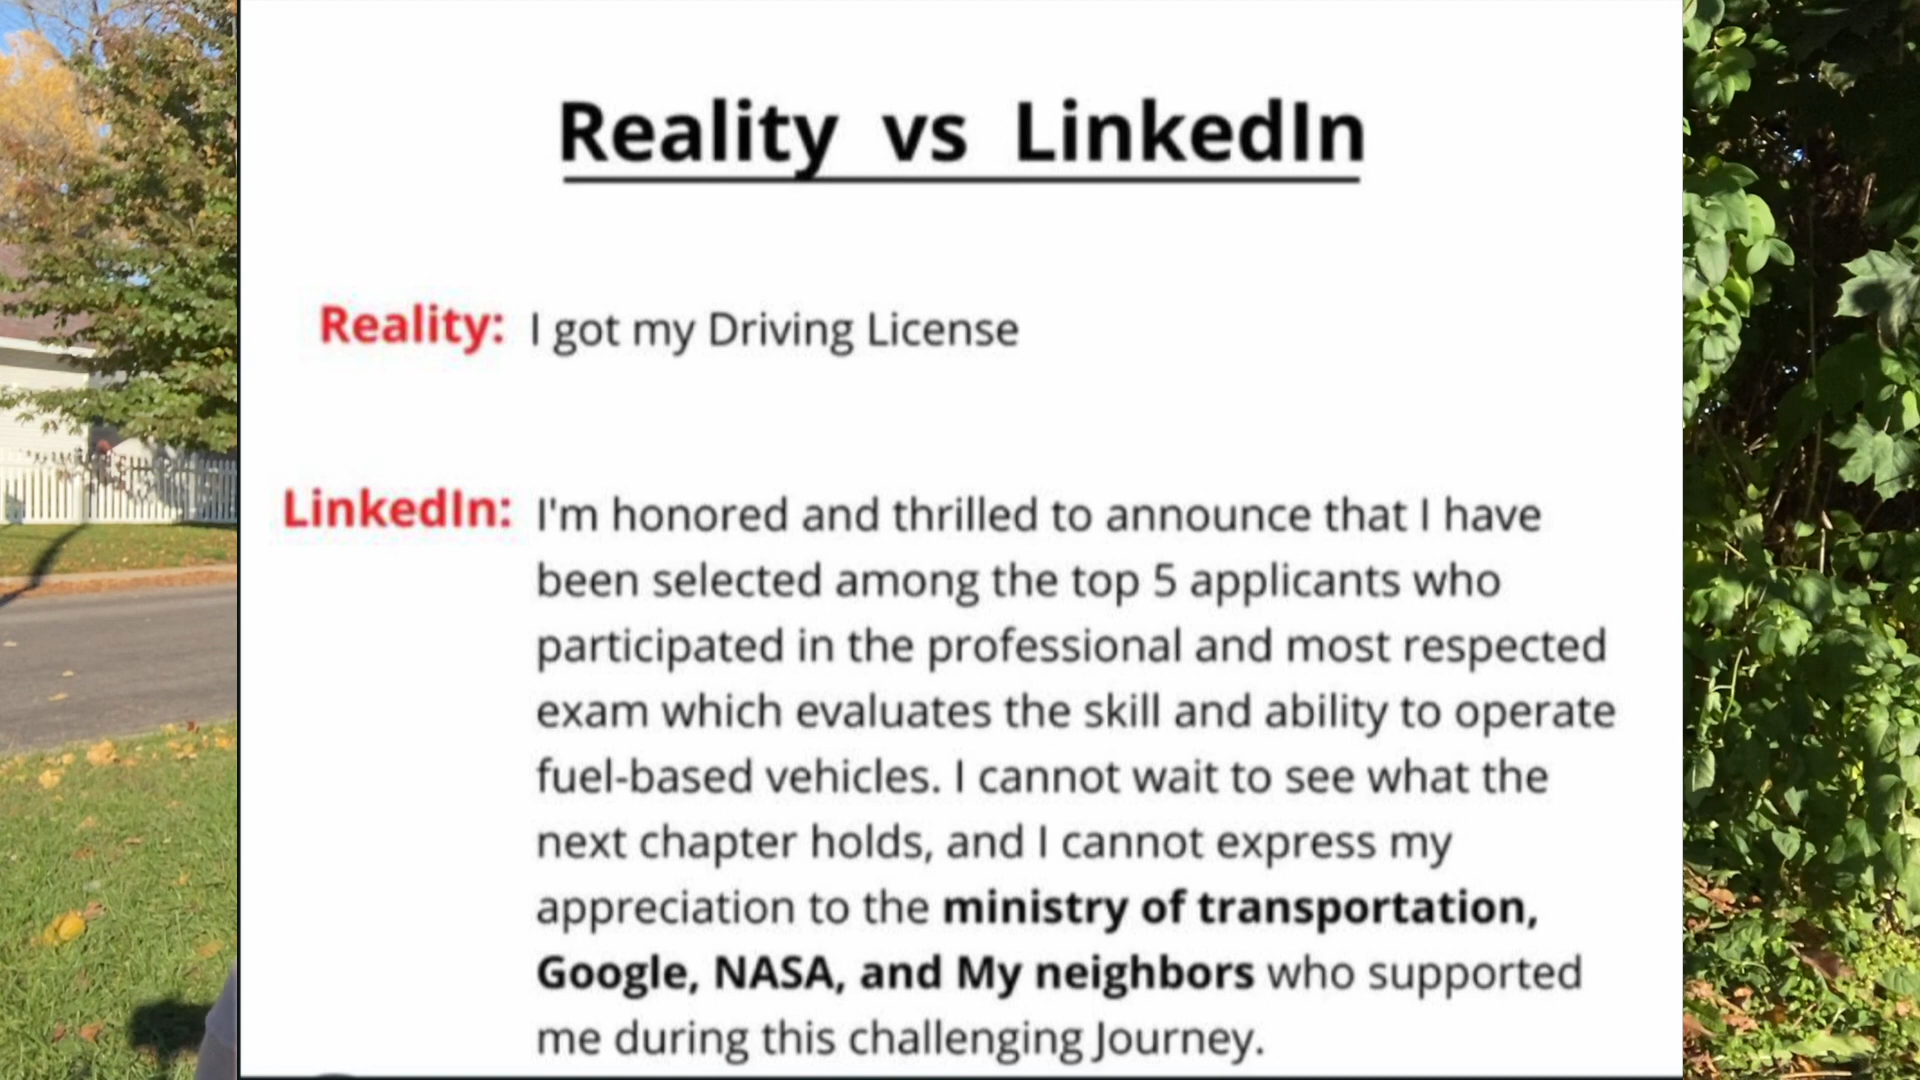 Reality vs LinkedIn
Reality: I got my Driving License
LinkedIn: I'm honored and thrilled to announce that I have
been selected among the top 5 applicants who
participated in the professional and most respected
exam which evaluates the skill and ability to operate
fuel-based vehicles. I cannot wait to see what the
next chapter holds, and I cannot express my
appreciation to the ministry of transportation,
Google, NASA, and My neighbors who supported
me during this challenging Journey.